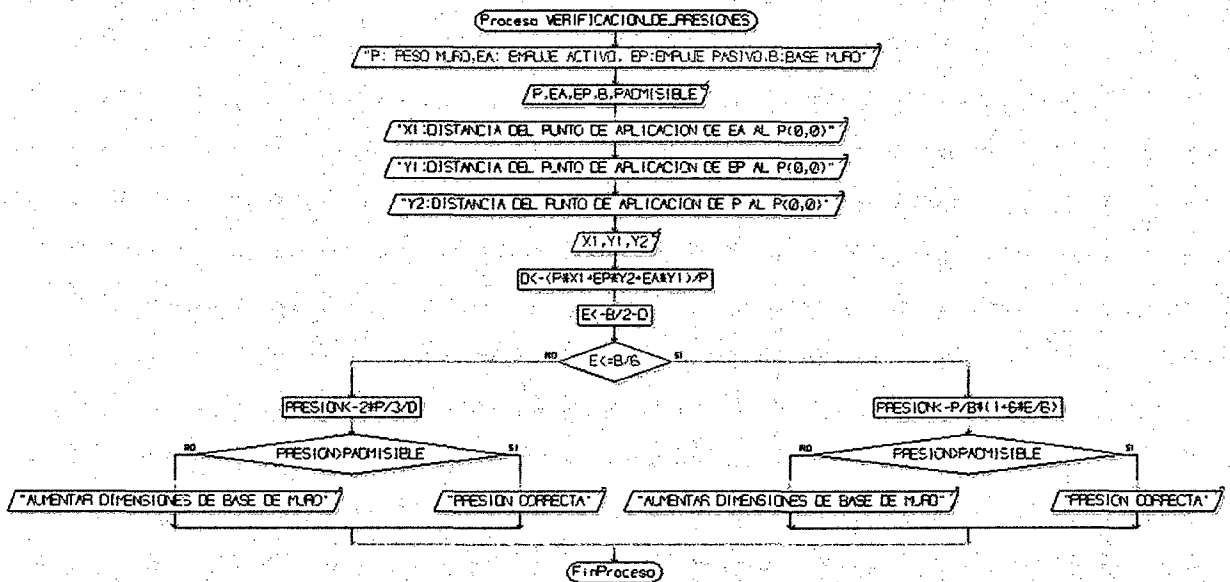 Proceso VERIFICACION_DE_PRESIONES
"P: PESO MURO,EA: EMPUJE ACTIVO, EP:EMPUJE PASIVO,B:BASE MURO"
P,EA,EP,B,PADMISIBLE
"X1:DISTANCIA DEL PUNTO DE APLICACION DE EA AL P(0,0)"
"Y1:DISTANCIA DEL PUNTO DE APLICACION DE EP AL P(0,0)"
"Y2:DISTANCIA DEL PUNTO DE APLICACION DE P AL P(0,0)"
X1,Y1,Y2
D<-(P*X1+EP*Y2+EA*Y1)/P
E<-B/2-D
NO E<=B/6 SI
PRESION<-2*P/3/D PRESION<-P/B*(1+6*E/6)
NO PRESION>PADMISIBLE SI NO PRESION>PADMISIBLE SI
"AUMENTAR DIMENSIONES DE BASE DE MURO" "PRESION CORRECTA" "AUMENTAR DIMENSIONES DE BASE DE MURO" "PRESION CORRECTA"
FinProceso